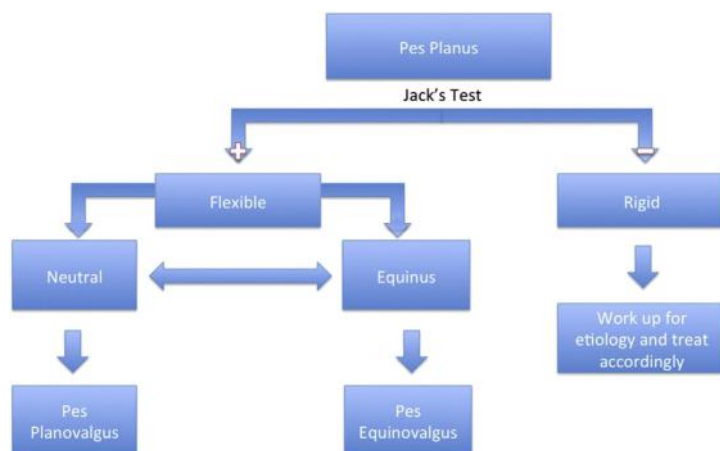 Pes Planus
Jack's Test
+
–
Flexible
Rigid
Neutral
Equinus
Work up for
etiology and treat
accordingly
Pes
Planovalgus
Pes
Equinovalgus